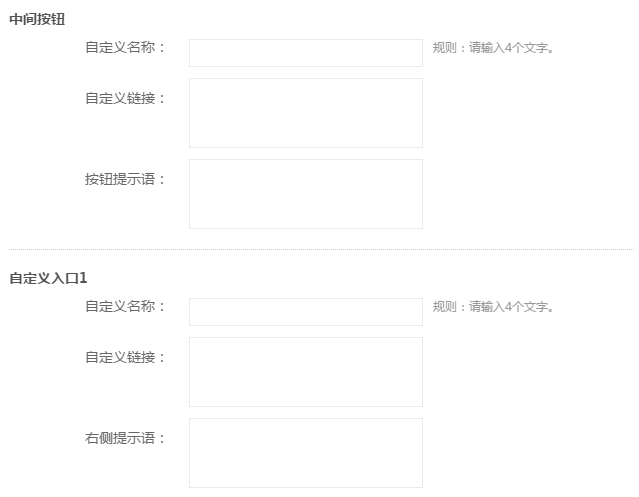 中间按钮
自定义名称： 规则：请输入4个文字。
自定义链接：
按钮提示语：
自定义入口1
自定义名称： 规则：请输入4个文字。
自定义链接：
右侧提示语：